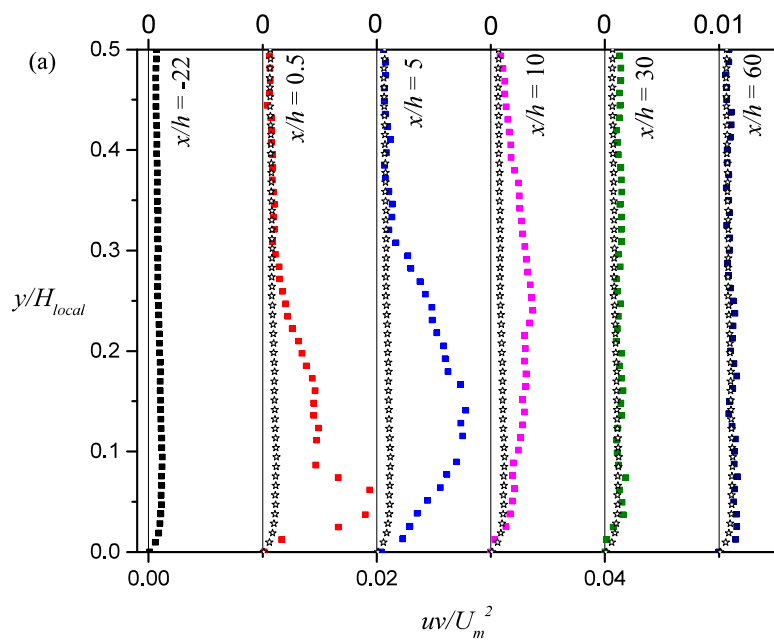 0 0 0 0 0 0.01
(a)
x/h = -22
x/h = 0.5
x/h = 5
x/h = 10
x/h = 30
x/h = 60
0.5
0.4
0.3
y/H_local
0.2
0.1
0.0
0.00 0.02 0.04
uv/U_m^2